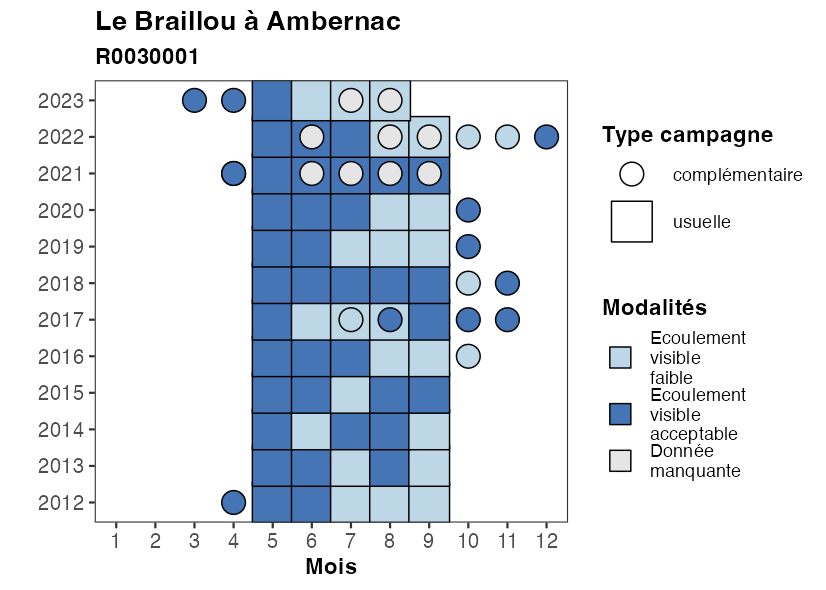 Le Braillou à Ambernac
R0030001
2023
2022
2021
2020
2019
2018
2017
2016
2015
2014
2013
2012
1 2 3 4 5 6 7 8 9 10 11 12
Mois
Type campagne
complémentaire
usuelle
Modalités
Ecoulement
visible
faible
Ecoulement
visible
acceptable
Donnée
manquante